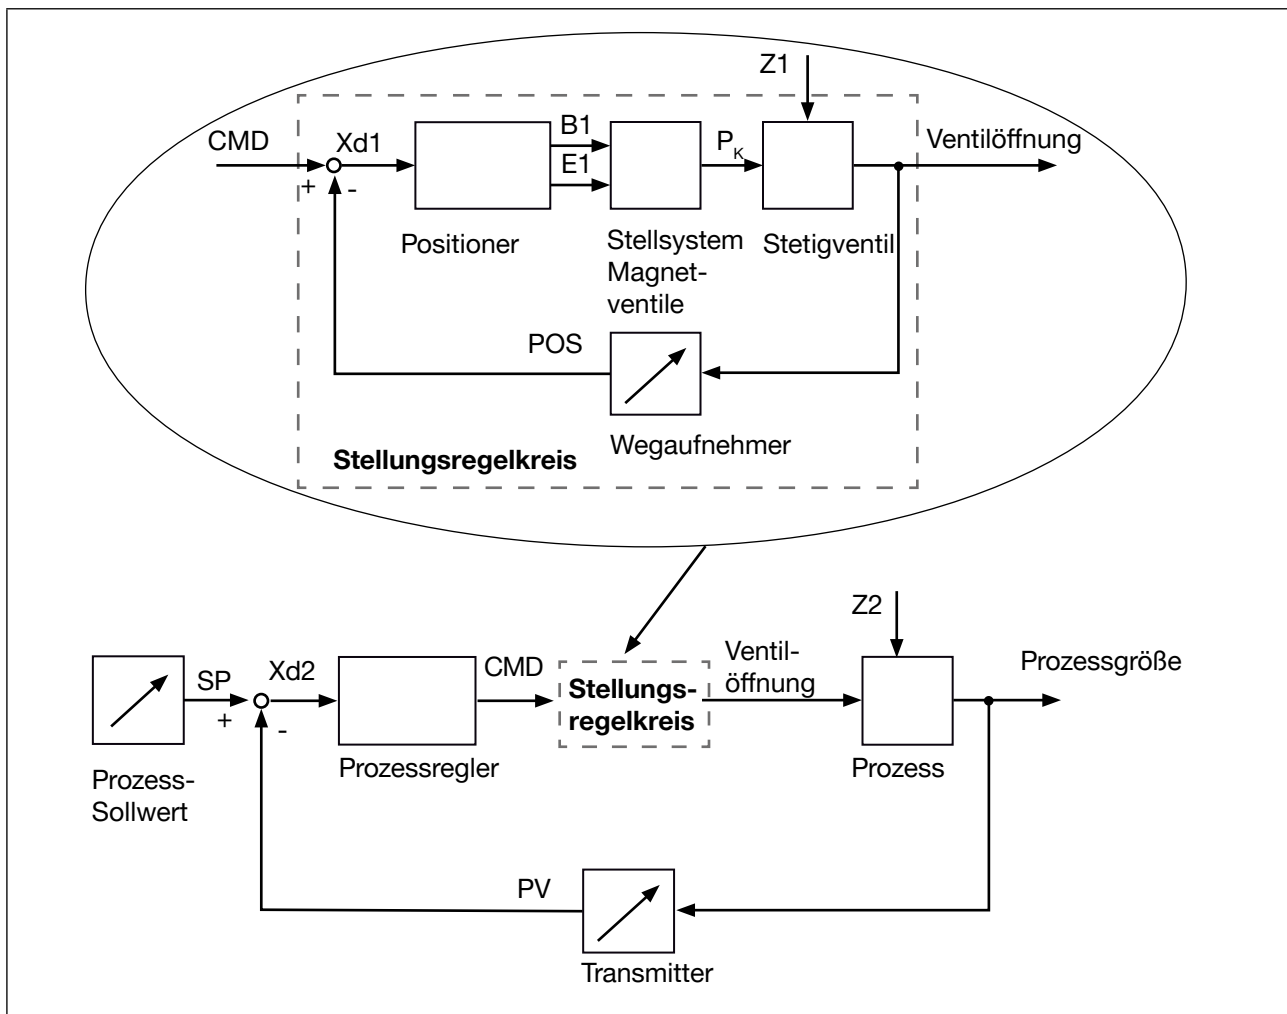 Z1
CMD
Xd1
B1
E1
PK
Ventilöffnung
+
-
Positioner
Stellsystem
Magnet-
ventile
Stetigventil
POS
Wegaufnehmer
Stellungsregelkreis
Z2
SP
Xd2
CMD
Ventil-
öffnung
Prozessgröße
+
-
Stellungs-
regelkreis
Prozess-
Sollwert
Prozessregler
Prozess
PV
Transmitter